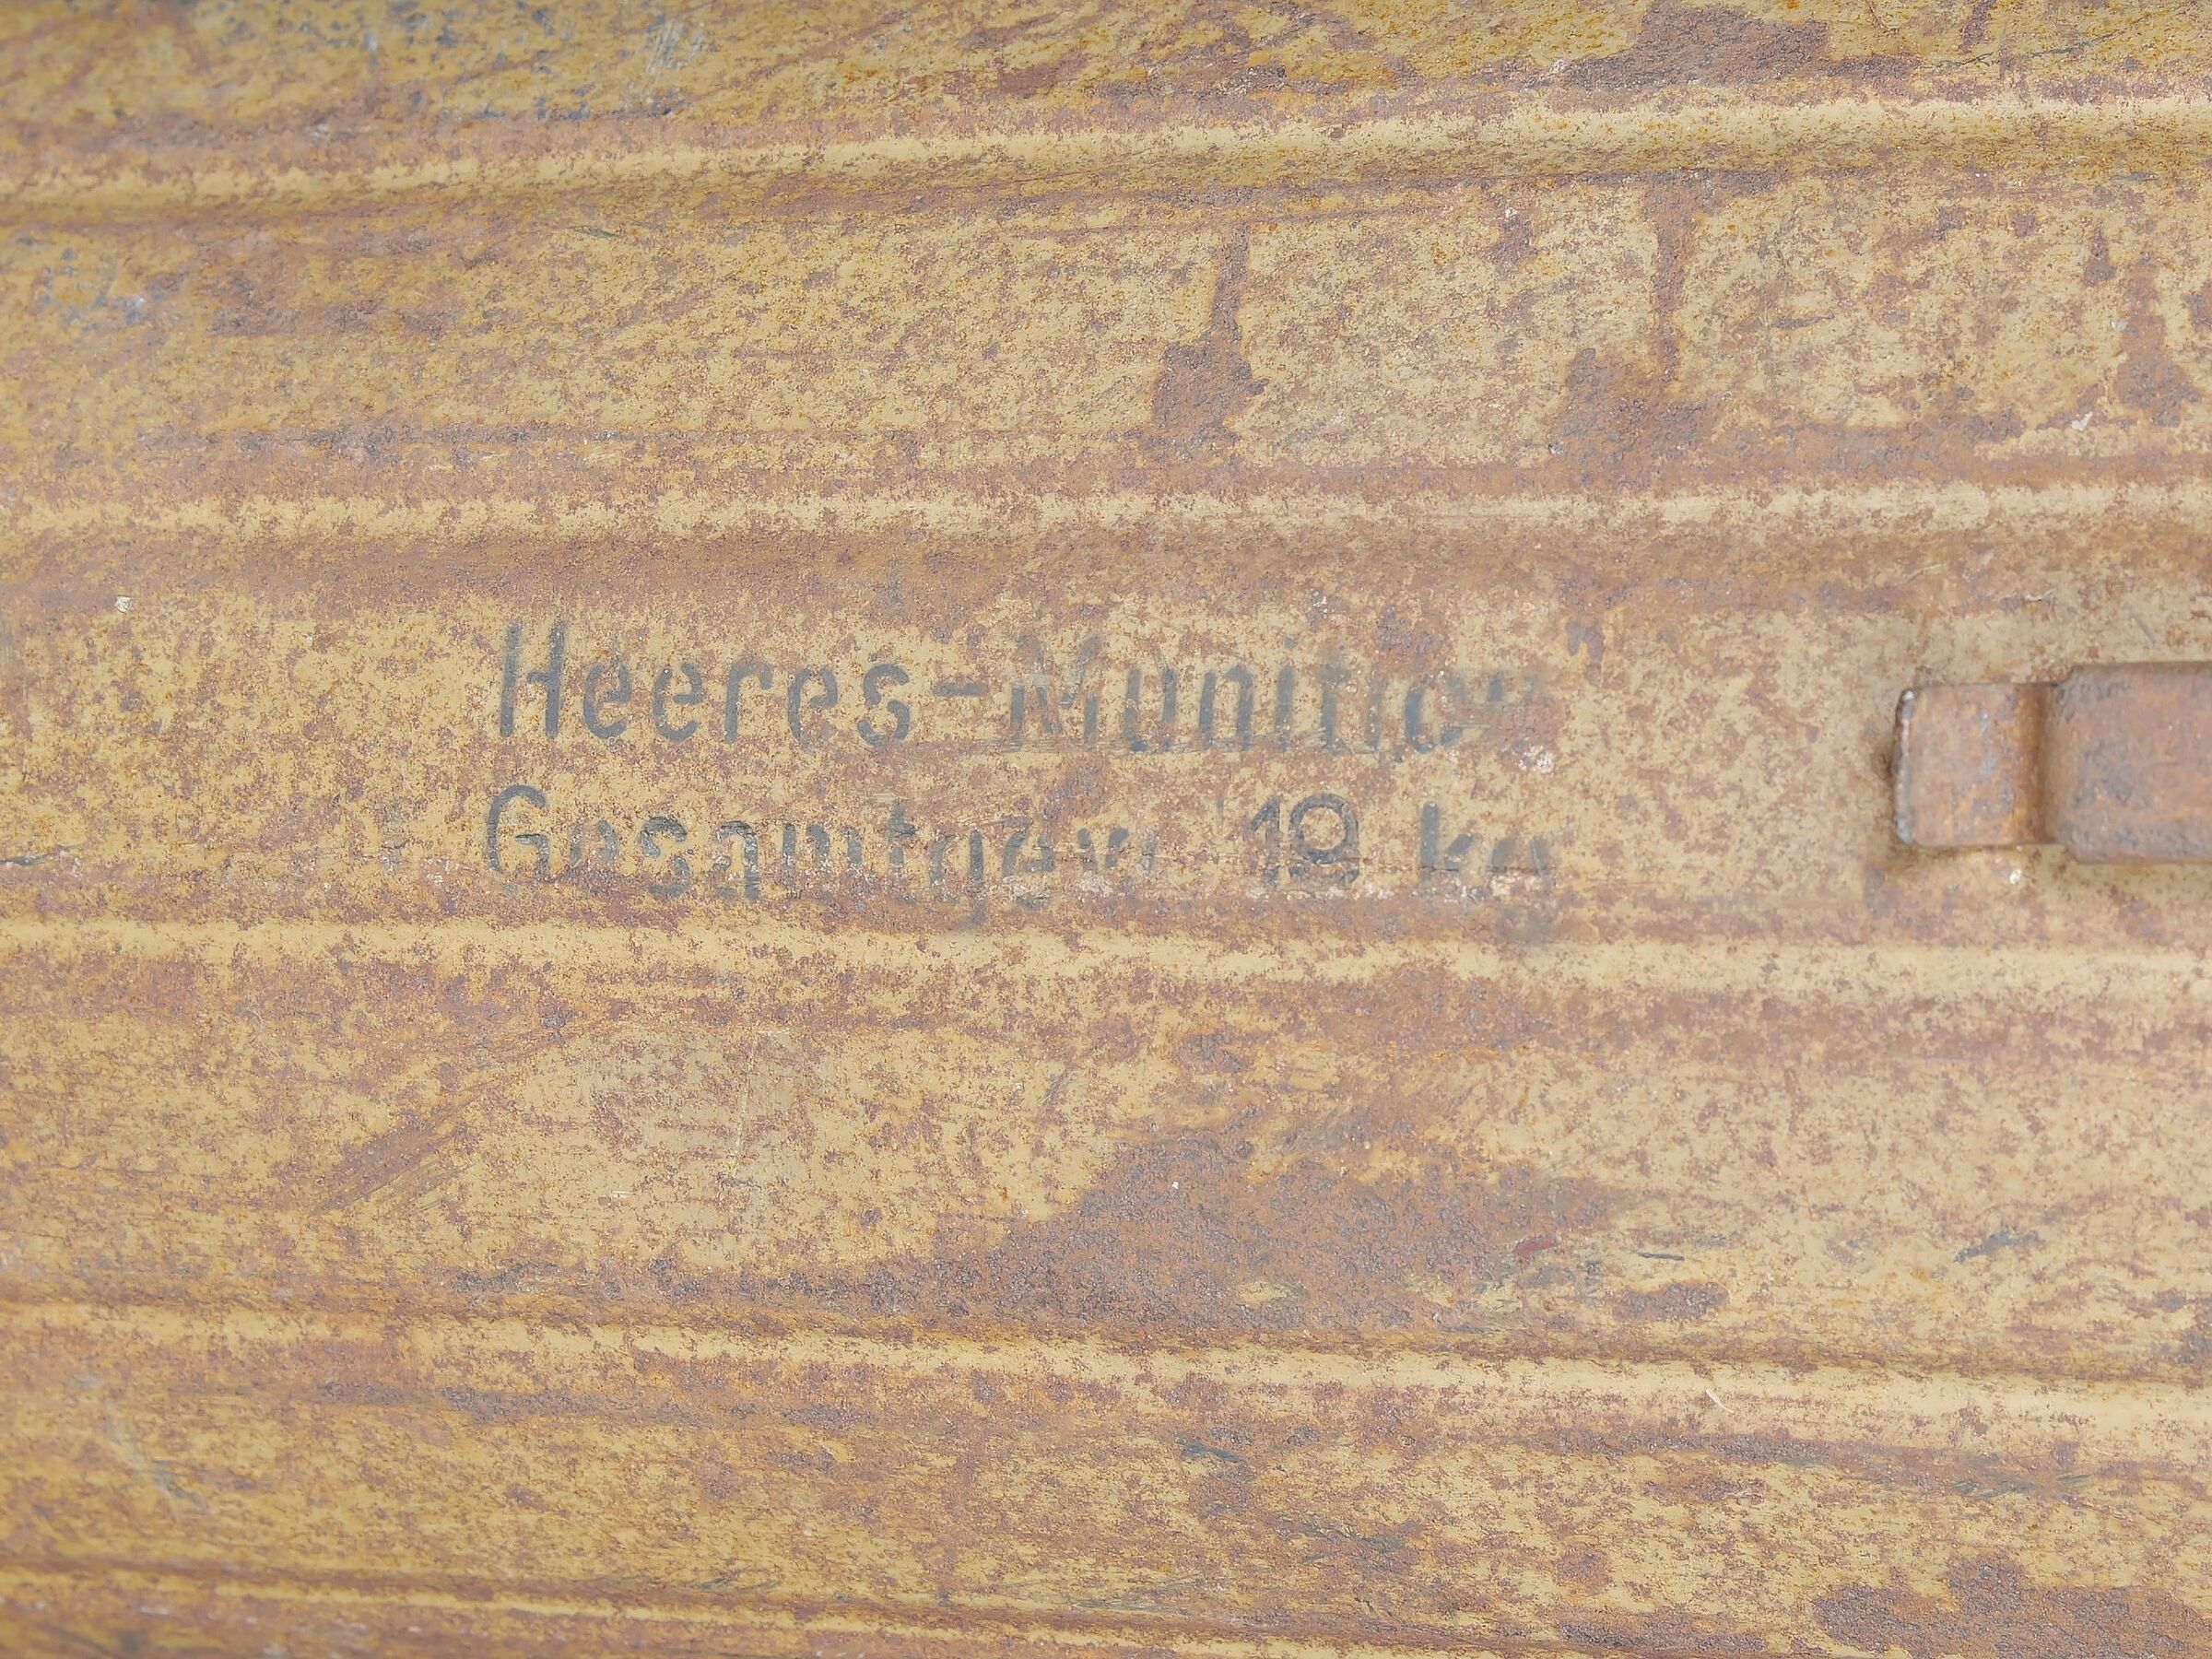 Heeres-Munition
Gesamtgew. 19 kg